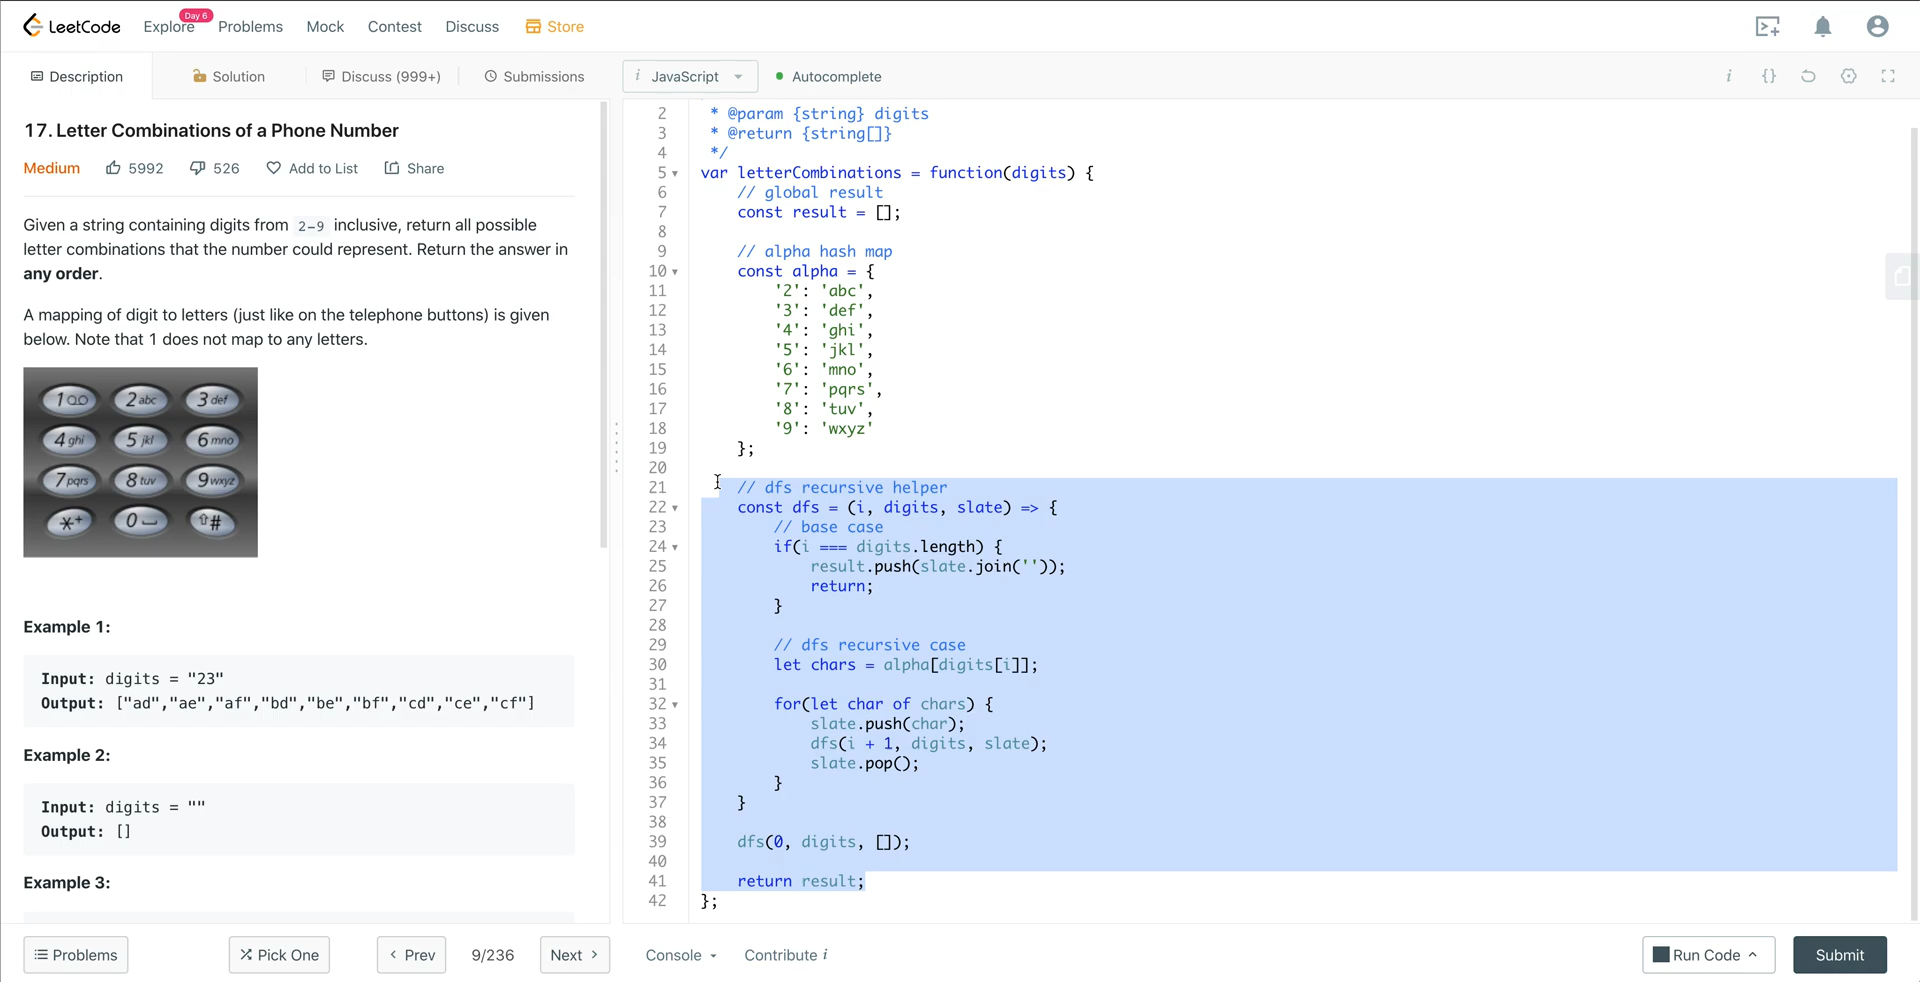 LeetCode
Explore
Day 6
Problems
Mock
Contest
Discuss
Store
Description
Solution
Discuss (999+)
Submissions
i JavaScript
Autocomplete
i
{}
17. Letter Combinations of a Phone Number
Medium
5992
526
Add to List
Share
Given a string containing digits from 2-9 inclusive, return all possible
letter combinations that the number could represent. Return the answer in
any order.
A mapping of digit to letters (just like on the telephone buttons) is given
below. Note that 1 does not map to any letters.
1 2 abc 3 def
4 ghi 5 jkl 6 mno
7 pqrs 8 tuv 9 wxyz
*+ 0 #
Example 1:
Input: digits = "23"
Output: ["ad","ae","af","bd","be","bf","cd","ce","cf"]
Example 2:
Input: digits = ""
Output: []
Example 3:
2 * @param {string} digits
3 * @return {string[]}
4 */
5 var letterCombinations = function(digits) {
6 // global result
7 const result = [];
8
9 // alpha hash map
10 const alpha = {
11 '2': 'abc',
12 '3': 'def',
13 '4': 'ghi',
14 '5': 'jkl',
15 '6': 'mno',
16 '7': 'pqrs',
17 '8': 'tuv',
18 '9': 'wxyz'
19 };
20
21 // dfs recursive helper
22 const dfs = (i, digits, slate) => {
23 // base case
24 if(i === digits.length) {
25 result.push(slate.join(''));
26 return;
27 }
28
29 // dfs recursive case
30 let chars = alpha[digits[i]];
31
32 for(let char of chars) {
33 slate.push(char);
34 dfs(i + 1, digits, slate);
35 slate.pop();
36 }
37 }
38
39 dfs(0, digits, []);
40
41 return result;
42 };
Problems
Pick One
Prev
9/236
Next
Console
Contribute i
Run Code
Submit